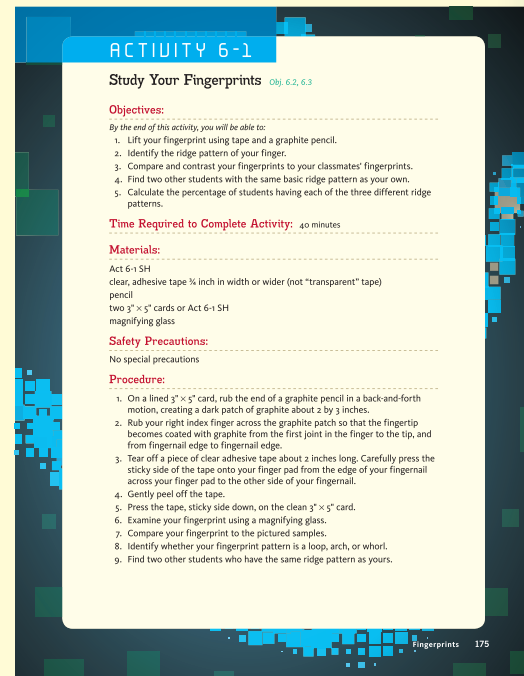 ACTIVITY 6-1
Study Your Fingerprints Obj. 6.2, 6.3
Objectives:
By the end of this activity, you will be able to:
1. Lift your fingerprint using tape and a graphite pencil.
2. Identify the ridge pattern of your finger.
3. Compare and contrast your fingerprints to your classmates' fingerprints.
4. Find two other students with the same basic ridge pattern as your own.
5. Calculate the percentage of students having each of the three different ridge
patterns.
Time Required to Complete Activity: 40 minutes
Materials:
Act 6-1 SH
clear, adhesive tape ¾ inch in width or wider (not "transparent" tape)
pencil
two 3" × 5" cards or Act 6-1 SH
magnifying glass
Safety Precautions:
No special precautions
Procedure:
1. On a lined 3" × 5" card, rub the end of a graphite pencil in a back-and-forth
motion, creating a dark patch of graphite about 2 by 3 inches.
2. Rub your right index finger across the graphite patch so that the fingertip
becomes coated with graphite from the first joint in the finger to the tip, and
from fingernail edge to fingernail edge.
3. Tear off a piece of clear adhesive tape about 2 inches long. Carefully press the
sticky side of the tape onto your finger pad from the edge of your fingernail
across your finger pad to the other side of your fingernail.
4. Gently peel off the tape.
5. Press the tape, sticky side down, on the clean 3" × 5" card.
6. Examine your fingerprint using a magnifying glass.
7. Compare your fingerprint to the pictured samples.
8. Identify whether your fingerprint pattern is a loop, arch, or whorl.
9. Find two other students who have the same ridge pattern as yours.
Fingerprints 175